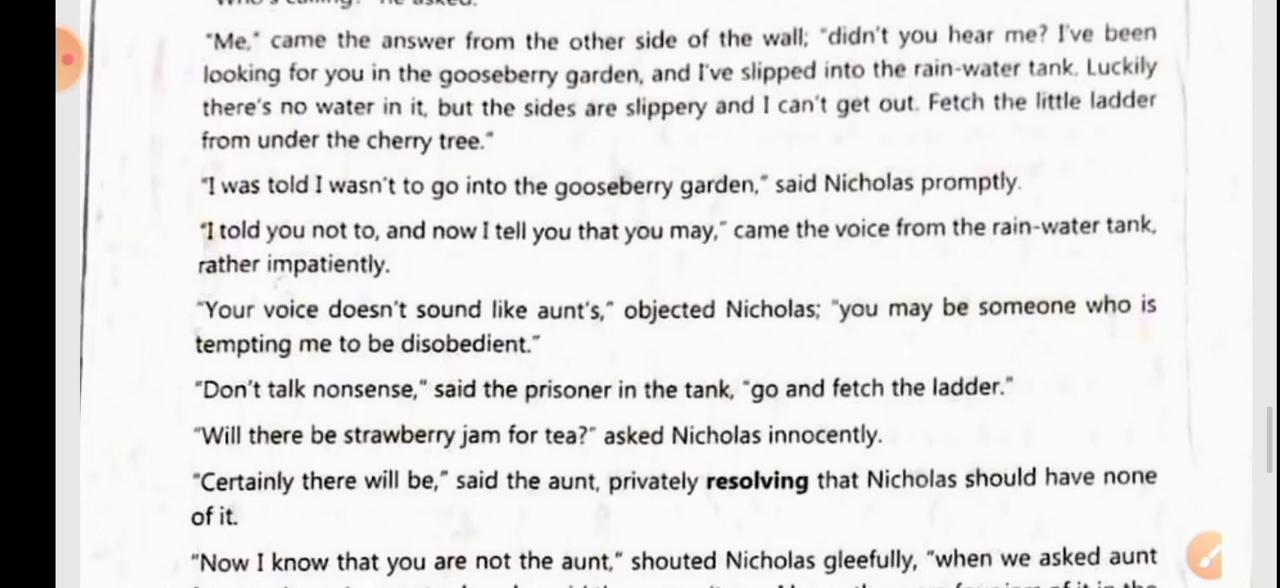 "Me," came the answer from the other side of the wall; "didn't you hear me? I've been
looking for you in the gooseberry garden, and I've slipped into the rain-water tank. Luckily
there's no water in it, but the sides are slippery and I can't get out. Fetch the little ladder
from under the cherry tree."
"I was told I wasn't to go into the gooseberry garden," said Nicholas promptly.
"I told you not to, and now I tell you that you may," came the voice from the rain-water tank,
rather impatiently.
"Your voice doesn't sound like aunt's," objected Nicholas; "you may be someone who is
tempting me to be disobedient."
"Don't talk nonsense," said the prisoner in the tank, "go and fetch the ladder."
"Will there be strawberry jam for tea?" asked Nicholas innocently.
"Certainly there will be," said the aunt, privately resolving that Nicholas should have none
of it.
"Now I know that you are not the aunt," shouted Nicholas gleefully, "when we asked aunt